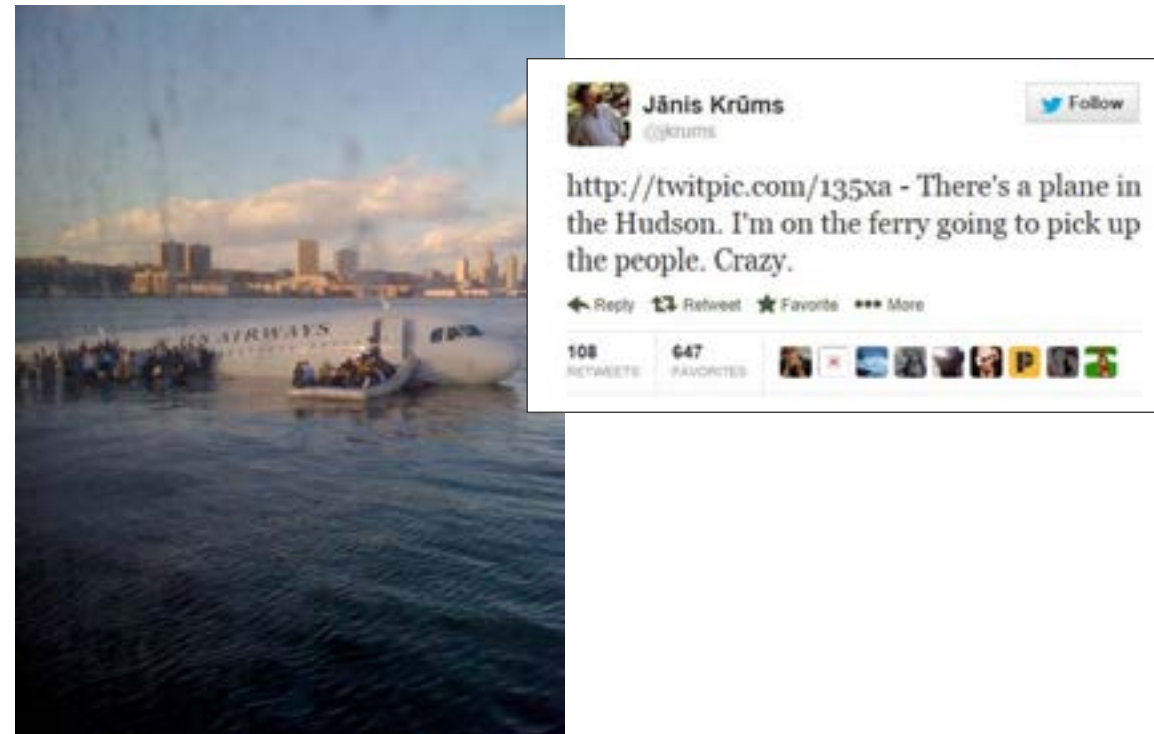 US AIRWAYS
Jānis Krūms
@jkrums
Follow
http://twitpic.com/135xa - There's a plane in
the Hudson. I'm on the ferry going to pick up
the people. Crazy.
Reply Retweet Favorite More
108 647
RETWEETS FAVORITES
P